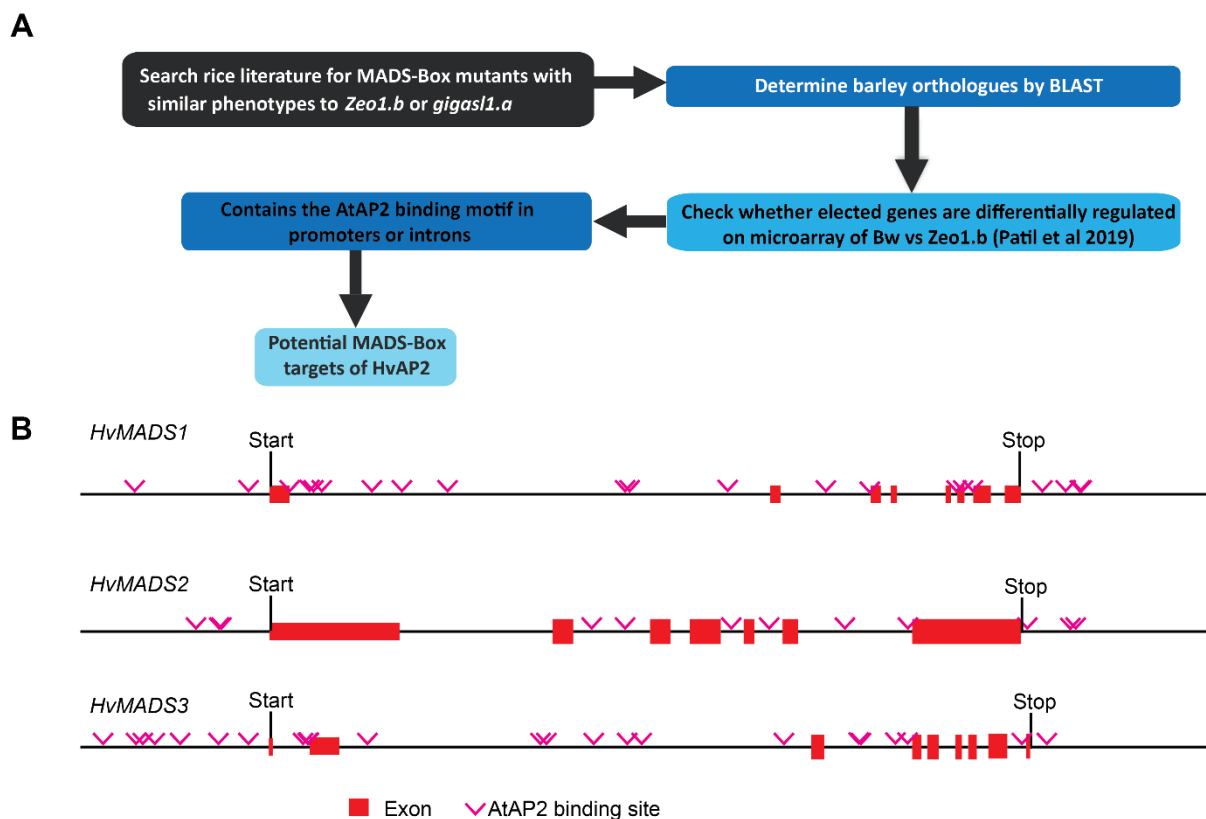 A
Search rice literature for MADS-Box mutants with
similar phenotypes to Zeo1.b or gigasl1.a
Determine barley orthologues by BLAST
Check whether elected genes are differentially regulated
on microarray of Bw vs Zeo1.b (Patil et al 2019)
Contains the AtAP2 binding motif in
promoters or introns
Potential MADS-Box
targets of HvAP2
B
HvMADS1
Start
Stop
HvMADS2
Start
Stop
HvMADS3
Start
Stop
Exon
AtAP2 binding site